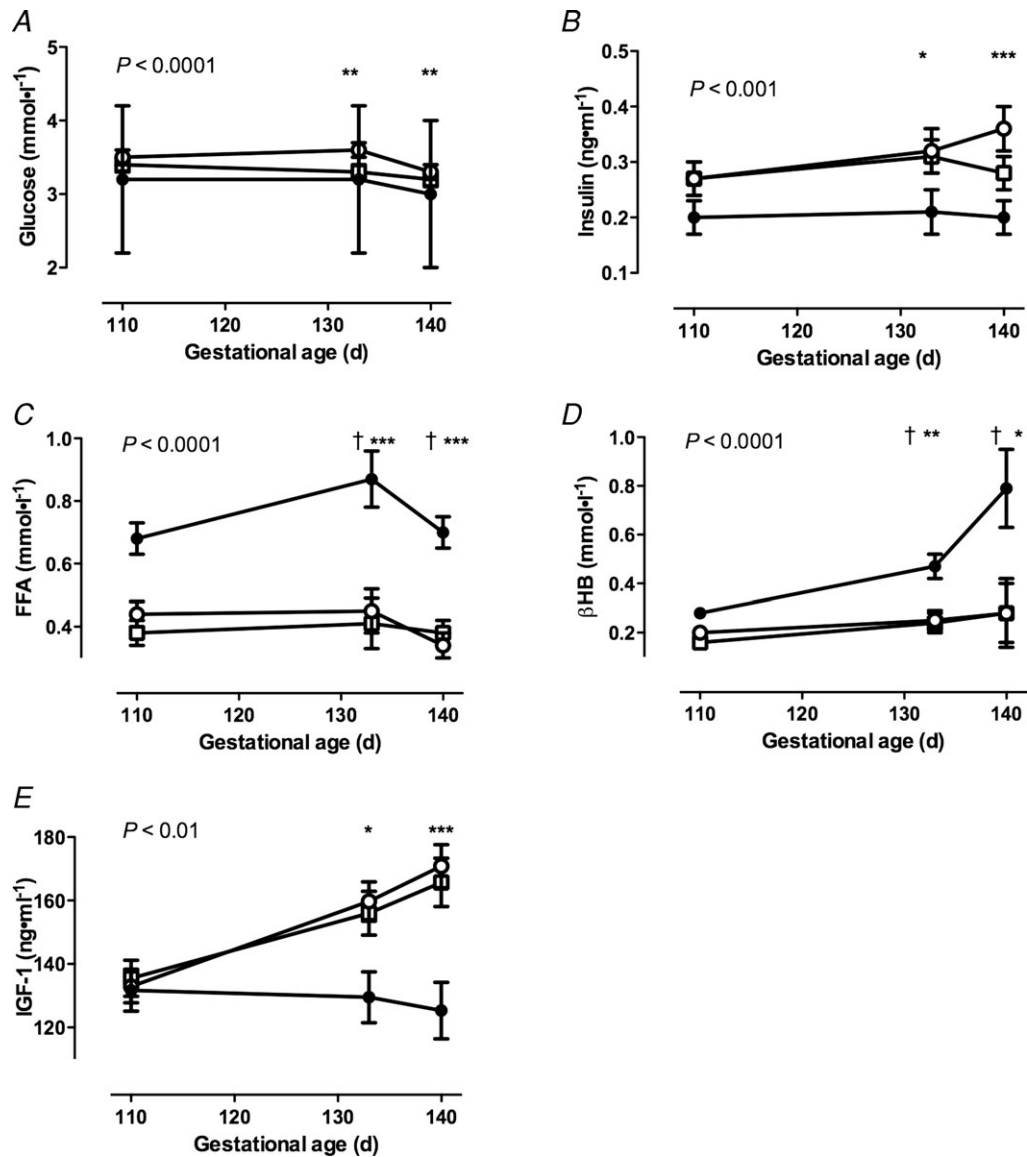 A
Glucose (mmol•l⁻¹)
5
4
3
2
P < 0.0001
** **
110 120 130 140
Gestational age (d)
B
Insulin (ng•ml⁻¹)
0.5
0.4
0.3
0.2
0.1
P < 0.001
* ***
110 120 130 140
Gestational age (d)
C
FFA (mmol•l⁻¹)
1.0
0.8
0.6
0.4
P < 0.0001
† *** † ***
110 120 130 140
Gestational age (d)
D
βHB (mmol•l⁻¹)
1.0
0.8
0.6
0.4
0.2
P < 0.0001
† ** † *
110 120 130 140
Gestational age (d)
E
IGF-1 (ng•ml⁻¹)
180
160
140
120
P < 0.01
* ***
110 120 130 140
Gestational age (d)